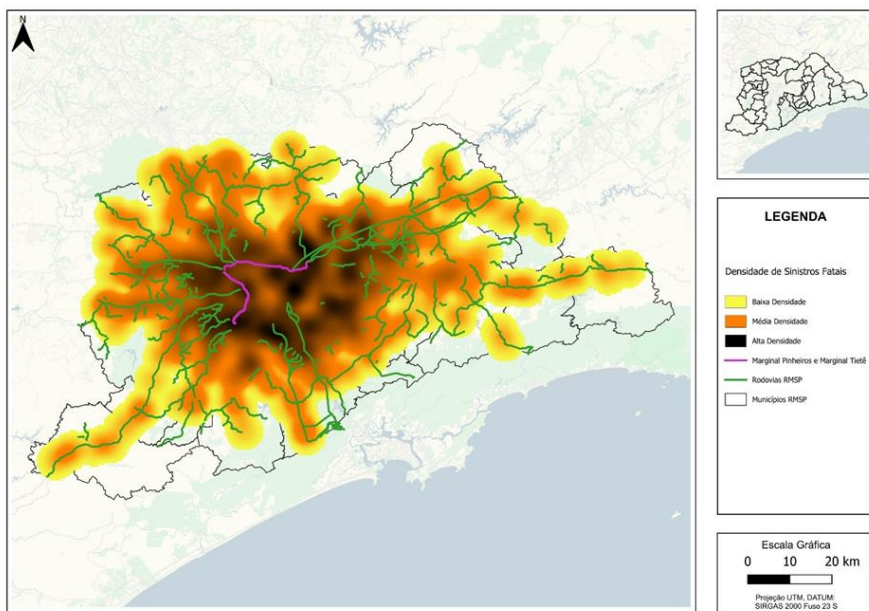 N
LEGENDA
Densidade de Sinistros Fatais
Baixa Densidade
Média Densidade
Alta Densidade
Marginal Pinheiros e Marginal Tietê
Rodovias RMSP
Municípios RMSP
Escala Gráfica
0 10 20 km
Projeção UTM, DATUM:
SIRGAS 2000 Fuso 23 S